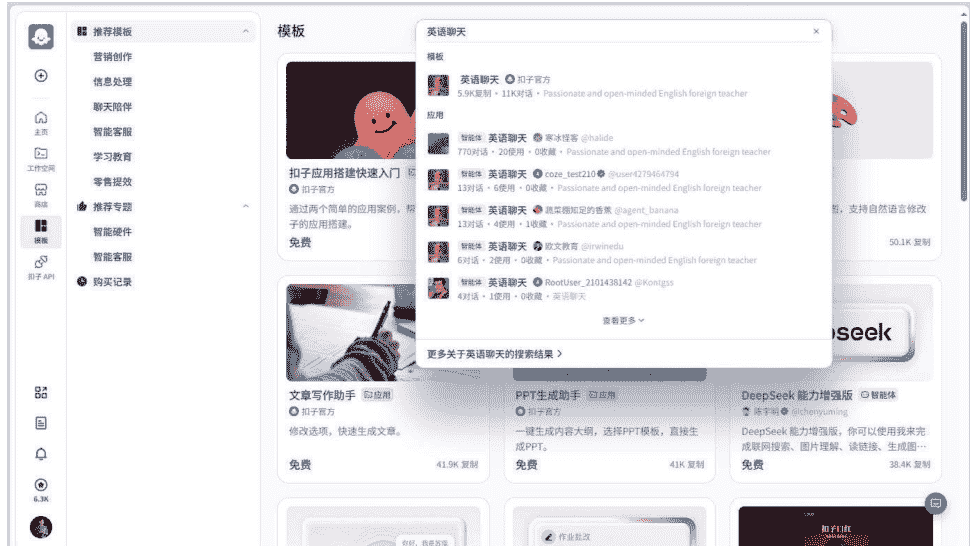 主页
工作空间
商店
模板
扣子 API
6.3K
推荐模板
营销创作
信息处理
聊天陪伴
智能客服
学习教育
零售提效
推荐专题
智能硬件
智能客服
购买记录
模板
英语聊天
模板
英语聊天 扣子官方
5.9K复制 • 11K对话 • Passionate and open-minded English foreign teacher
应用
智能体 英语聊天 寒冰怪客 @halide
770对话 • 20使用 • 0收藏 • Passionate and open-minded English foreign teacher
智能体 英语聊天 coze_test210 @user4279464794
13对话 • 6使用 • 0收藏 • Passionate and open-minded English foreign teacher
智能体 英语聊天 蔬菜棚知足的香蕉 @agent_banana
13对话 • 4使用 • 1收藏 • Passionate and open-minded English foreign teacher
智能体 英语聊天 欧文教育 @irwinedu
6对话 • 2使用 • 0收藏 • Passionate and open-minded English foreign teacher
智能体 英语聊天 RootUser_2101438142 @Kontgss
4对话 • 1使用 • 0收藏 • 英语聊天
查看更多
更多关于英语聊天的搜索结果
扣子应用搭建快速入门
扣子官方
通过两个简单的应用案例，
子的应用搭建。
免费
支持自然语言修改
50.1K 复制
文章写作助手 应用
扣子官方
修改选项，快速生成文章。
免费 41.9K 复制
PPT生成助手 应用
扣子官方
一键生成内容大纲，选择PPT模板，直接生
成PPT。
免费 41K 复制
seek
DeepSeek 能力增强版 智能体
陈宇明 @chenyuming
DeepSeek 能力增强版，你可以使用我来完
成联网搜索、图片理解、读链接、生成图…
免费 38.4K 复制
你好，我是
作业批改